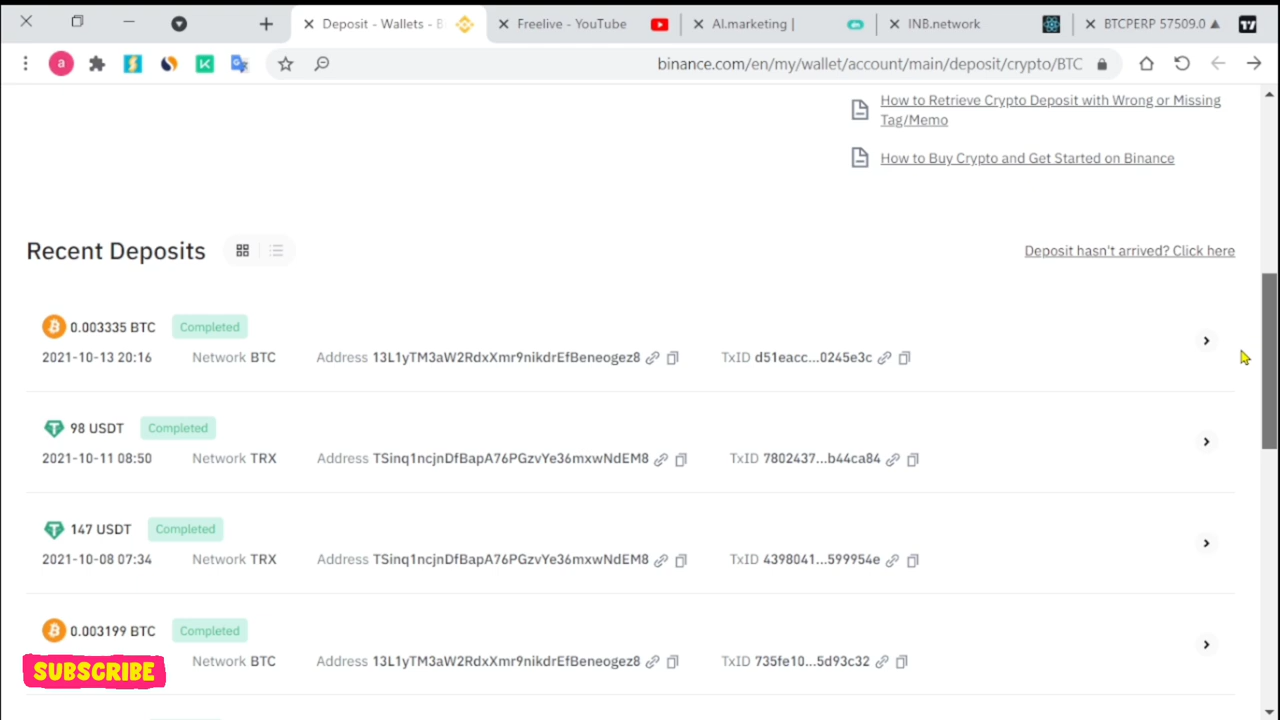 Deposit - Wallets - B
Freelive - YouTube
AI.marketing |
INB.network
BTCPERP 57509.0 ▲
a
binance.com/en/my/wallet/account/main/deposit/crypto/BTC
How to Retrieve Crypto Deposit with Wrong or Missing
Tag/Memo
How to Buy Crypto and Get Started on Binance
Recent Deposits
Deposit hasn't arrived? Click here
0.003335 BTC Completed
2021-10-13 20:16 Network BTC Address 13L1yTM3aW2RdxXmr9nikdrEfBeneogez8 TxID d51eacc...0245e3c
98 USDT Completed
2021-10-11 08:50 Network TRX Address TSinq1ncjnDfBapA76PGzvYe36mxwNdEM8 TxID 7802437...b44ca84
147 USDT Completed
2021-10-08 07:34 Network TRX Address TSinq1ncjnDfBapA76PGzvYe36mxwNdEM8 TxID 4398041...599954e
0.003199 BTC Completed
Network BTC Address 13L1yTM3aW2RdxXmr9nikdrEfBeneogez8 TxID 735fe10...5d93c32
SUBSCRIBE